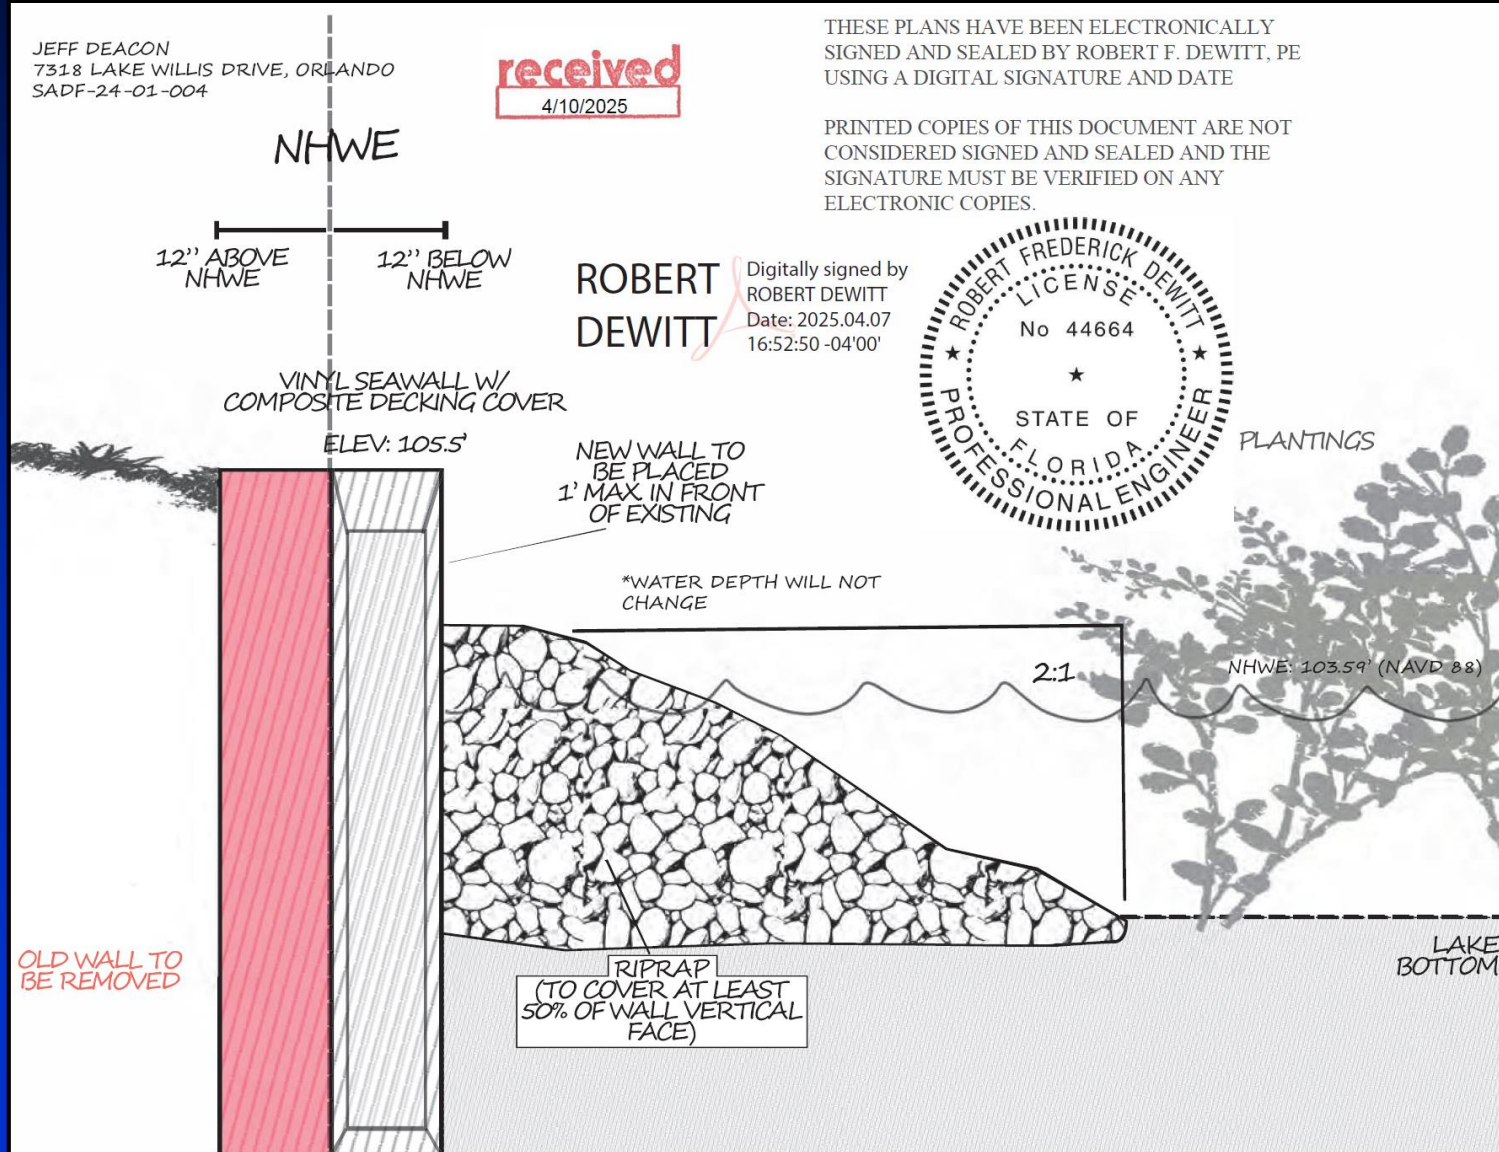 JEFF DEACON
7318 LAKE WILLIS DRIVE, ORLANDO
SADF-24-01-004
received
4/10/2025
THESE PLANS HAVE BEEN ELECTRONICALLY
SIGNED AND SEALED BY ROBERT F. DEWITT, PE
USING A DIGITAL SIGNATURE AND DATE
PRINTED COPIES OF THIS DOCUMENT ARE NOT
CONSIDERED SIGNED AND SEALED AND THE
SIGNATURE MUST BE VERIFIED ON ANY
ELECTRONIC COPIES.
NHWE
12" ABOVE
NHWE
12" BELOW
NHWE
ROBERT
DEWITT
Digitally signed by
ROBERT DEWITT
Date: 2025.04.07
16:52:50 -04'00'
ROBERT FREDERICK DEWITT
LICENSE
No 44664
STATE OF
FLORIDA
PROFESSIONAL ENGINEER
VINYL SEAWALL W/
COMPOSITE DECKING COVER
ELEV: 105.5'
NEW WALL TO
BE PLACED
1' MAX. IN FRONT
OF EXISTING
PLANTINGS
*WATER DEPTH WILL NOT
CHANGE
2:1
NHWE: 103.59' (NAVD 88)
OLD WALL TO
BE REMOVED
RIPRAP
(TO COVER AT LEAST
50% OF WALL VERTICAL
FACE)
LAKE
BOTTOM